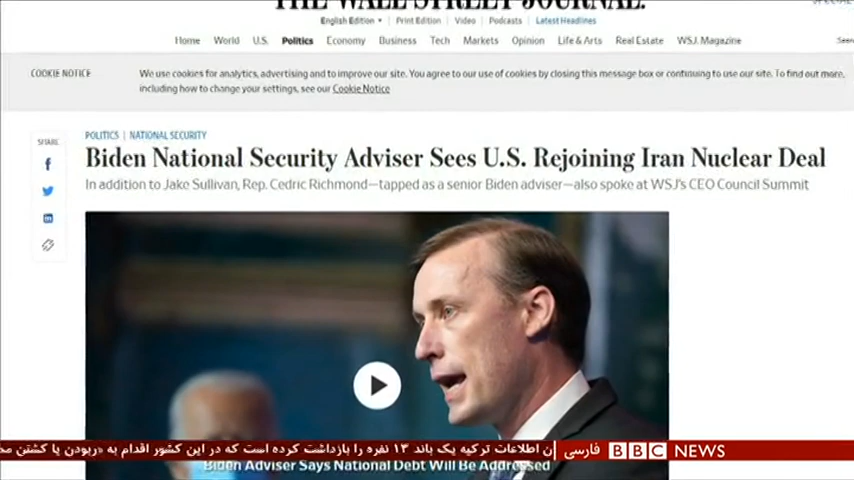 THE WALL STREET JOURNAL.
English Edition
Print Edition
Video
Podcasts
Latest Headlines
Home
World
U.S.
Politics
Economy
Business
Tech
Markets
Opinion
Life & Arts
Real Estate
WSJ. Magazine
COOKIE NOTICE
We use cookies for analytics, advertising and to improve our site. You agree to our use of cookies by closing this message box or continuing to use our site. To find out more,
including how to change your settings, see our Cookie Notice
SHARE
POLITICS | NATIONAL SECURITY
Biden National Security Adviser Sees U.S. Rejoining Iran Nuclear Deal
In addition to Jake Sullivan, Rep. Cedric Richmond—tapped as a senior Biden adviser—also spoke at WSJ's CEO Council Summit
ن اطلاعات ترکیه یک باند ۱۳ نفره را بازداشت کرده است که در این کشور اقدام به «ربودن یا کشتن
فارسی BBC NEWS
Biden Adviser Says National Debt Will Be Addressed